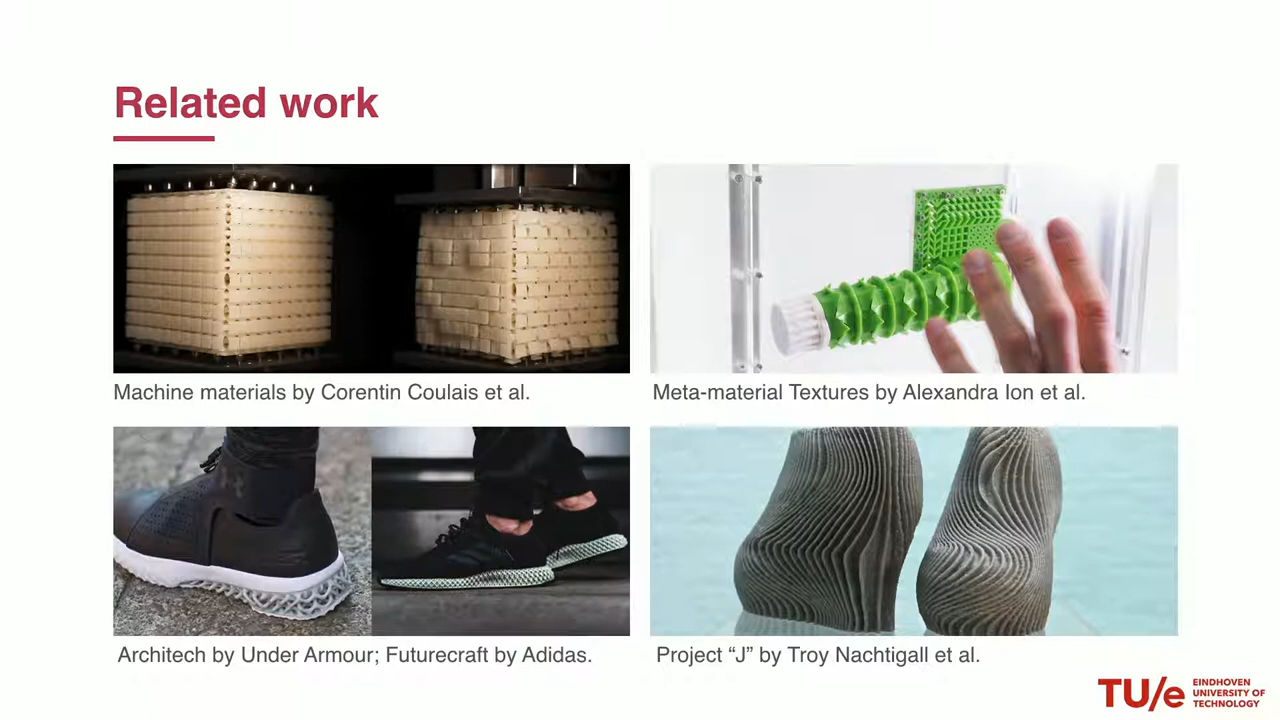 Related work
Machine materials by Corentin Coulais et al.
Meta-material Textures by Alexandra Ion et al.
Architech by Under Armour; Futurecraft by Adidas.
Project “J” by Troy Nachtigall et al.
TU/e EINDHOVEN
UNIVERSITY OF
TECHNOLOGY